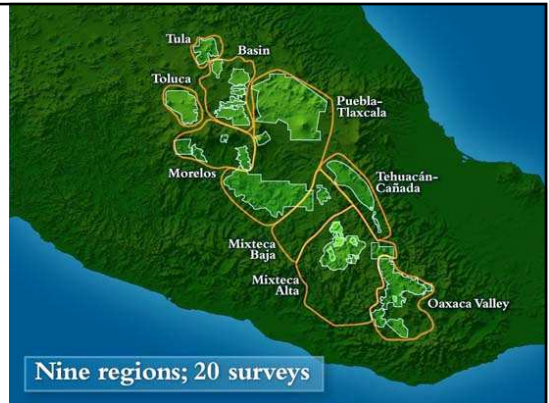 Tula
Basin
Toluca
Puebla-
Tlaxcala
Tehuacán-
Cañada
Morelos
Mixteca
Baja
Mixteca
Alta
Oaxaca Valley
Nine regions; 20 surveys